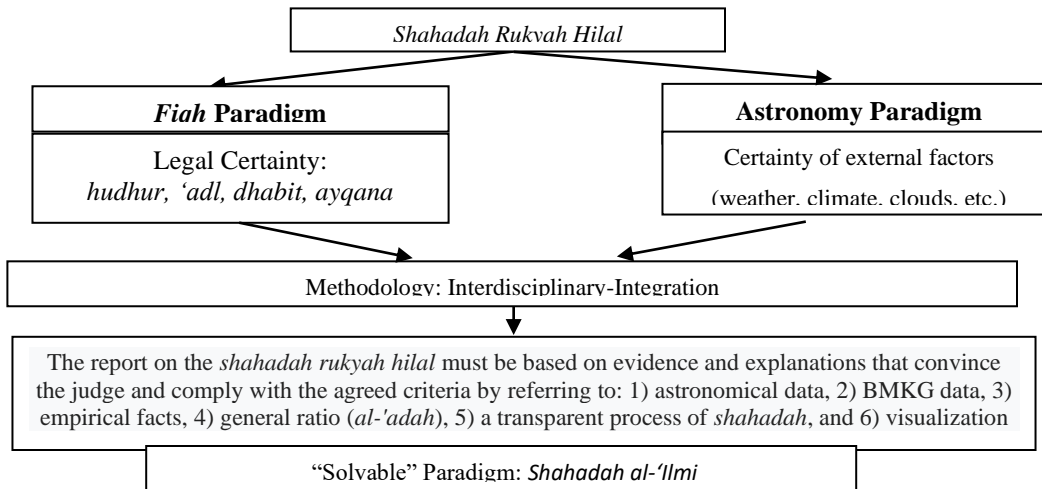 Shahadah Rukyah Hilal
Fiqh Paradigm
Astronomy Paradigm
Legal Certainty:
hudhur, ‘adl, dhabit, ayqana
Certainty of external factors
(weather, climate, clouds, etc.)
Methodology: Interdisciplinary-Integration
The report on the shahadah rukyah hilal must be based on evidence and explanations that convince
the judge and comply with the agreed criteria by referring to: 1) astronomical data, 2) BMKG data, 3)
empirical facts, 4) general ratio (al-'adah), 5) a transparent process of shahadah, and 6) visualization
“Solvable” Paradigm: Shahadah al-‘Ilmi